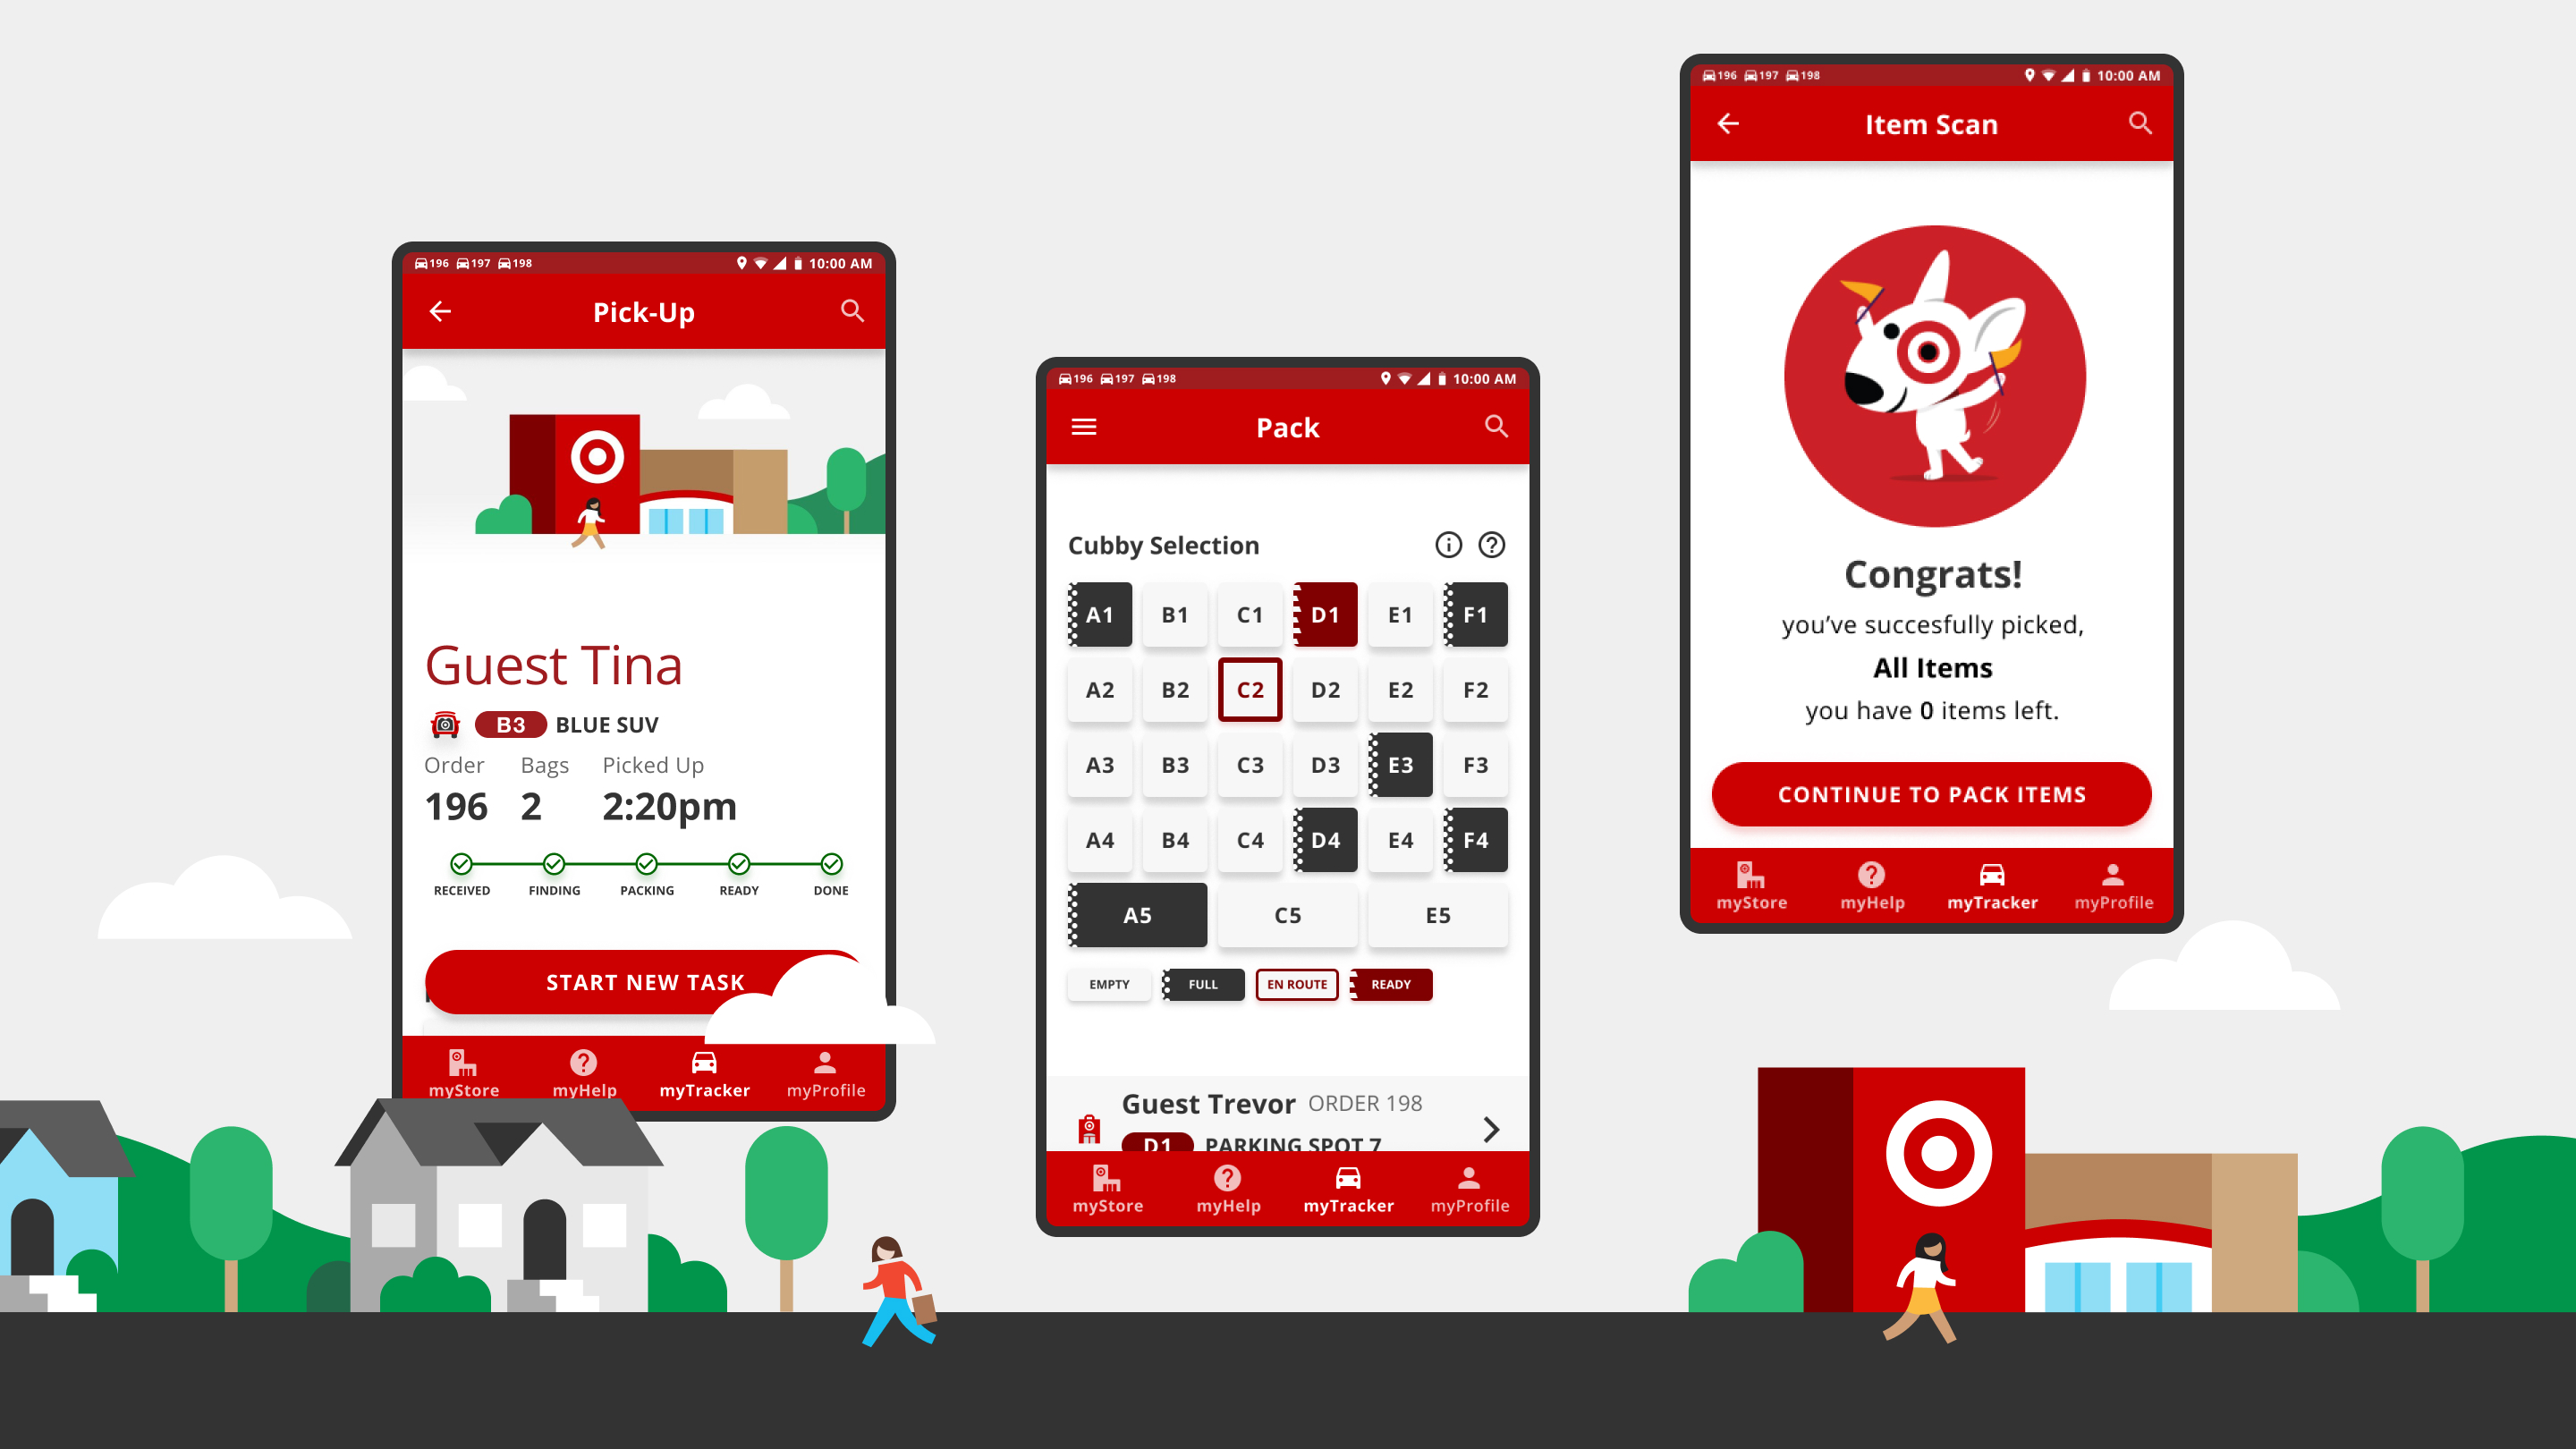 196 197 198 10:00 AM
Pick-Up
Guest Tina
B3 BLUE SUV
Order Bags Picked Up
196 2 2:20pm
RECEIVED FINDING PACKING READY DONE
START NEW TASK
myStore myHelp myTracker myProfile
196 197 198 10:00 AM
Pack
Cubby Selection
A1 B1 C1 D1 E1 F1
A2 B2 C2 D2 E2 F2
A3 B3 C3 D3 E3 F3
A4 B4 C4 D4 E4 F4
A5 C5 E5
EMPTY FULL EN ROUTE READY
Guest Trevor ORDER 198
D1 PARKING SPOT 7
myStore myHelp myTracker myProfile
196 197 198 10:00 AM
Item Scan
Congrats!
you've succesfully picked,
All Items
you have 0 items left.
CONTINUE TO PACK ITEMS
myStore myHelp myTracker myProfile